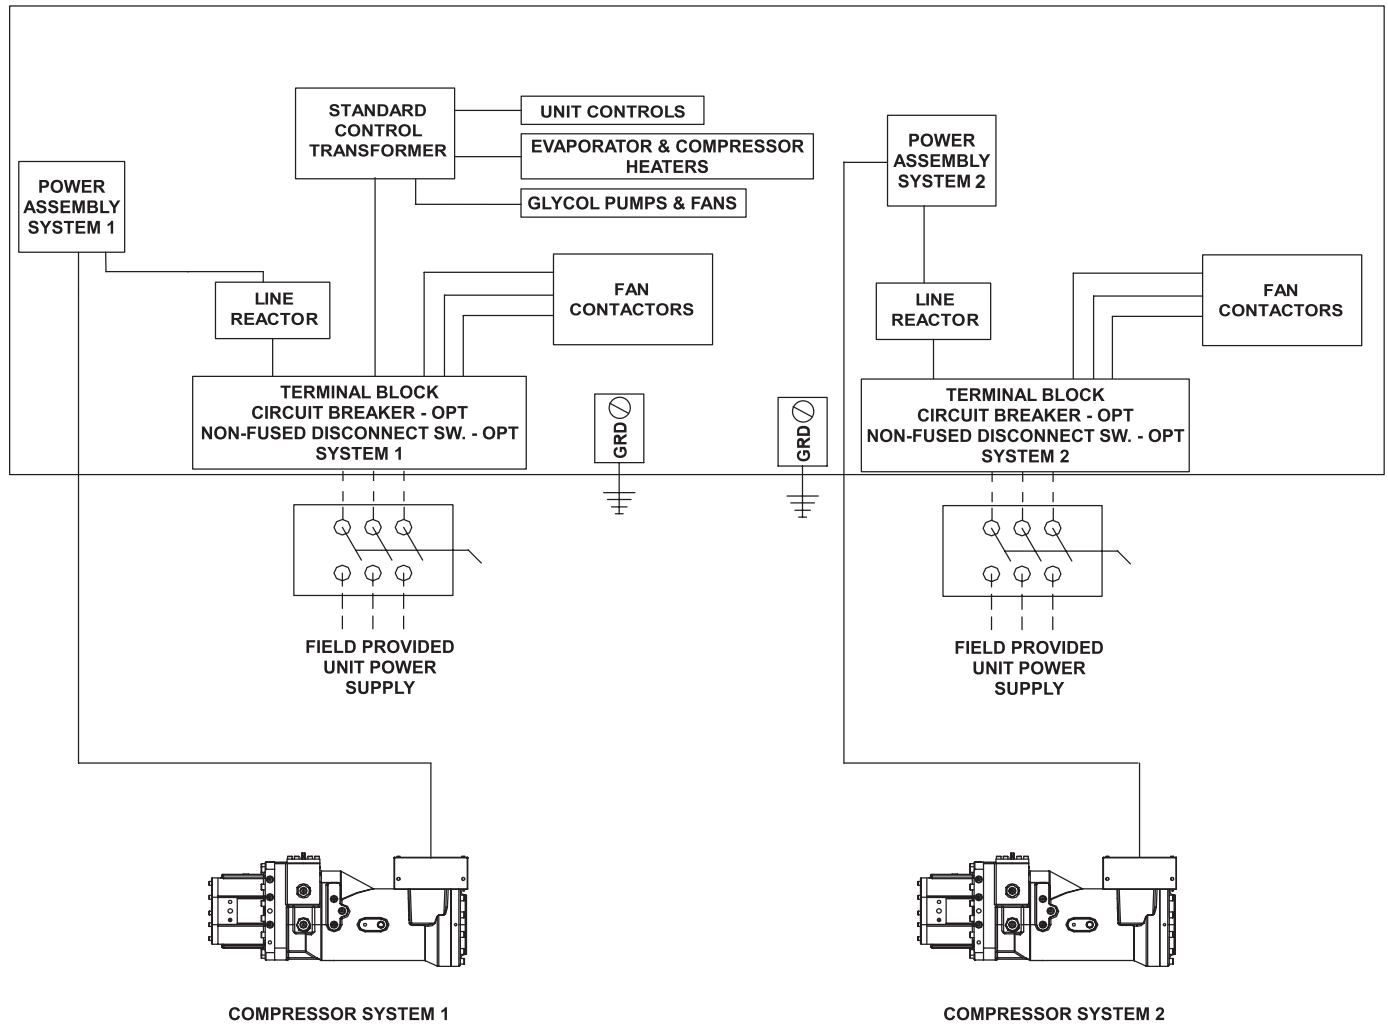 STANDARD
CONTROL
TRANSFORMER
UNIT CONTROLS
EVAPORATOR & COMPRESSOR
HEATERS
GLYCOL PUMPS & FANS
POWER
ASSEMBLY
SYSTEM 1
POWER
ASSEMBLY
SYSTEM 2
LINE
REACTOR
FAN
CONTACTORS
LINE
REACTOR
FAN
CONTACTORS
TERMINAL BLOCK
CIRCUIT BREAKER - OPT
NON-FUSED DISCONNECT SW. - OPT
SYSTEM 1
GRD
GRD
TERMINAL BLOCK
CIRCUIT BREAKER - OPT
NON-FUSED DISCONNECT SW. - OPT
SYSTEM 2
FIELD PROVIDED
UNIT POWER
SUPPLY
FIELD PROVIDED
UNIT POWER
SUPPLY
COMPRESSOR SYSTEM 1
COMPRESSOR SYSTEM 2